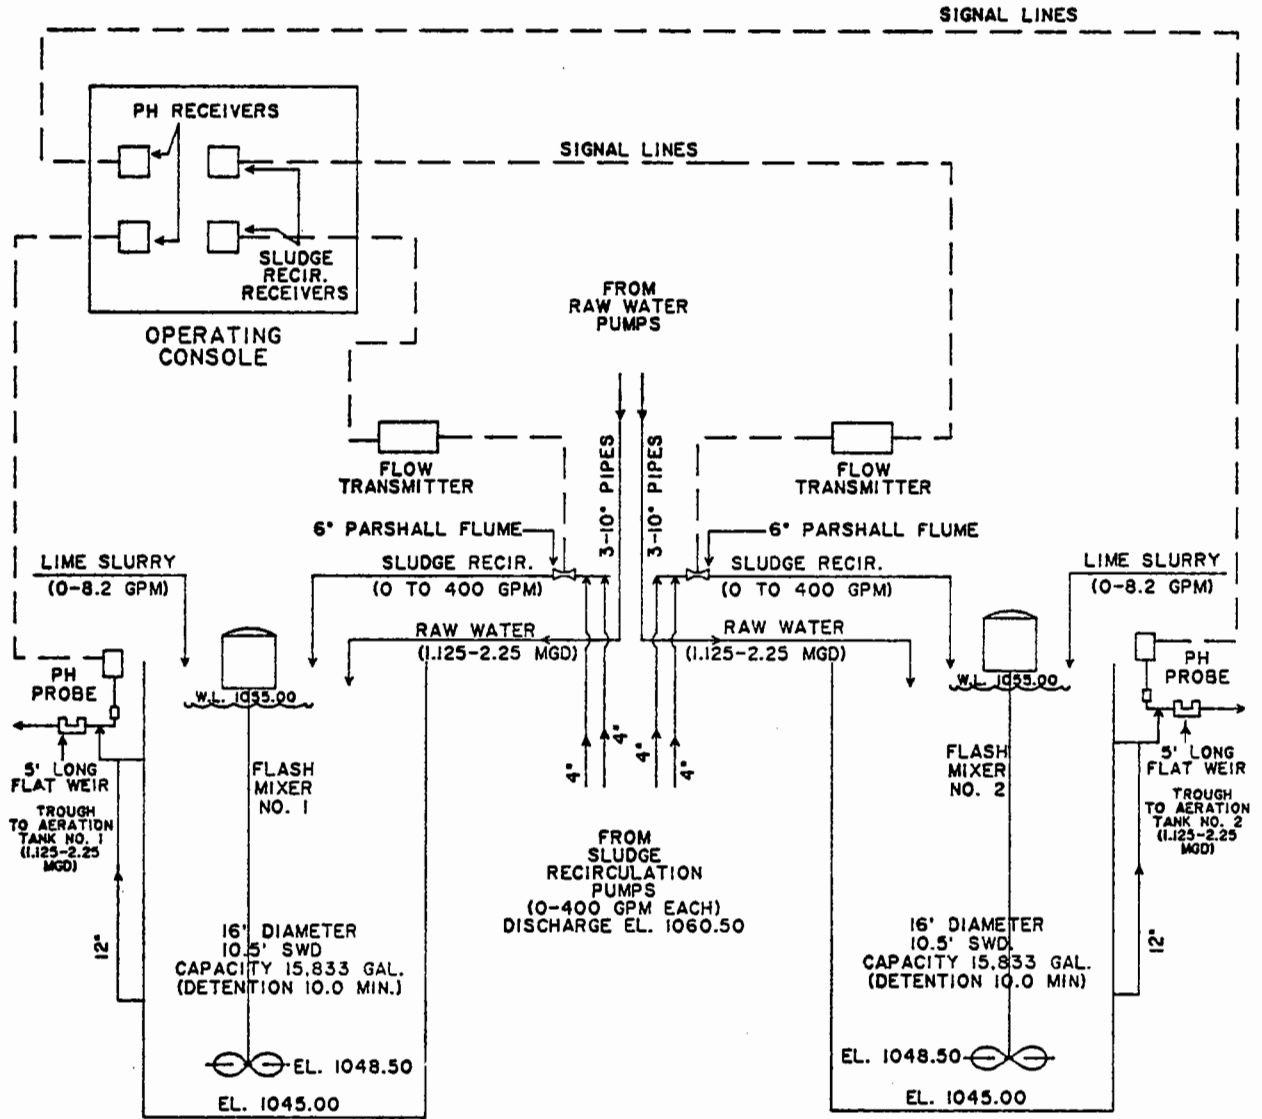 SIGNAL LINES
PH RECEIVERS
SIGNAL LINES
SLUDGE
RECIR.
RECEIVERS
OPERATING
CONSOLE
FROM
RAW WATER
PUMPS
FLOW
TRANSMITTER
3-10" PIPES
3-10" PIPES
FLOW
TRANSMITTER
6" PARSHALL FLUME
6" PARSHALL FLUME
LIME SLURRY
(0-8.2 GPM)
SLUDGE RECIR.
(0 TO 400 GPM)
SLUDGE RECIR.
(0 TO 400 GPM)
LIME SLURRY
(0-8.2 GPM)
RAW WATER
(1.125-2.25 MGD)
RAW WATER
(1.125-2.25 MGD)
PH
PROBE
W.L. 1055.00
W.L. 1055.00
PH
PROBE
5' LONG
FLAT WEIR
TROUGH
TO AERATION
TANK NO. 1
(1.125-2.25
MGD)
FLASH
MIXER
NO. 1
4"
4"
4"
4"
FLASH
MIXER
NO. 2
5' LONG
FLAT WEIR
TROUGH
TO AERATION
TANK NO. 2
(1.125-2.25
MGD)
FROM
SLUDGE
RECIRCULATION
PUMPS
(0-400 GPM EACH)
DISCHARGE EL. 1060.50
12"
16' DIAMETER
10.5' SWD
CAPACITY 15,833 GAL.
(DETENTION 10.0 MIN.)
16' DIAMETER
10.5' SWD.
CAPACITY 15,833 GAL.
(DETENTION 10.0 MIN)
12"
EL. 1048.50
EL. 1045.00
EL. 1048.50
EL. 1045.00